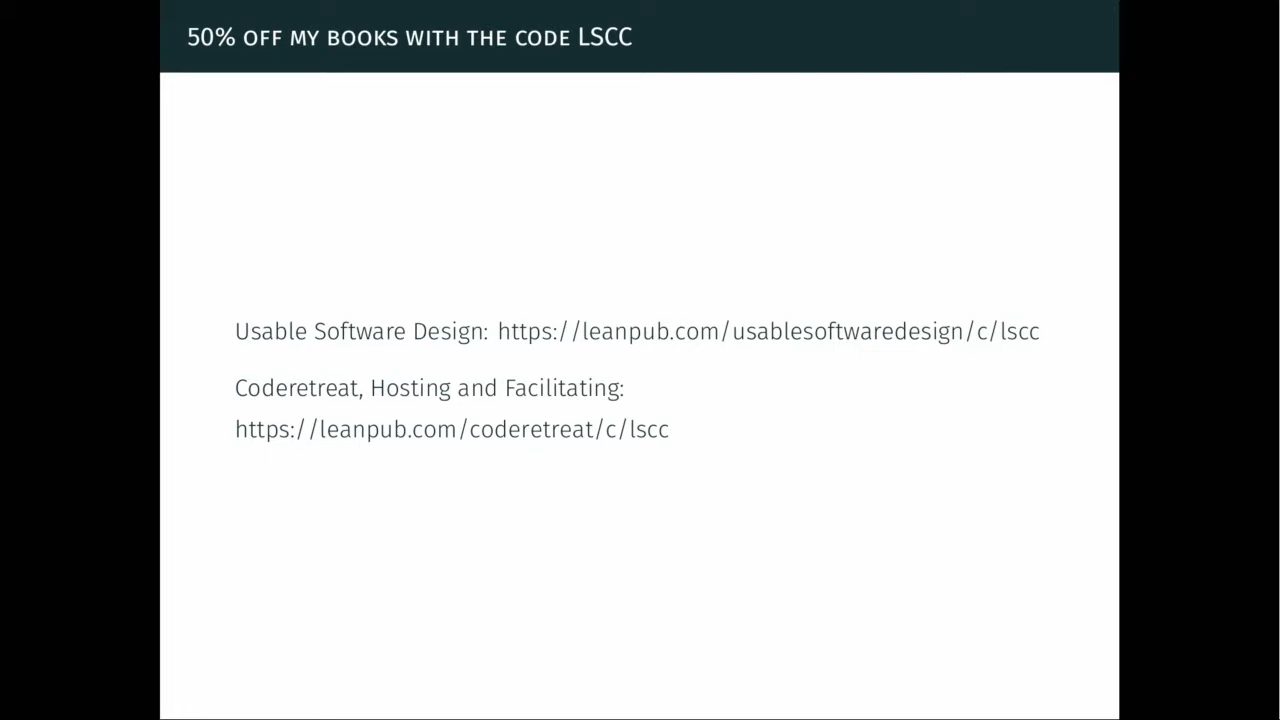 50% OFF MY BOOKS WITH THE CODE LSCC
Usable Software Design: https://leanpub.com/usablesoftwaredesign/c/lscc
Coderetreat, Hosting and Facilitating:
https://leanpub.com/coderetreat/c/lscc